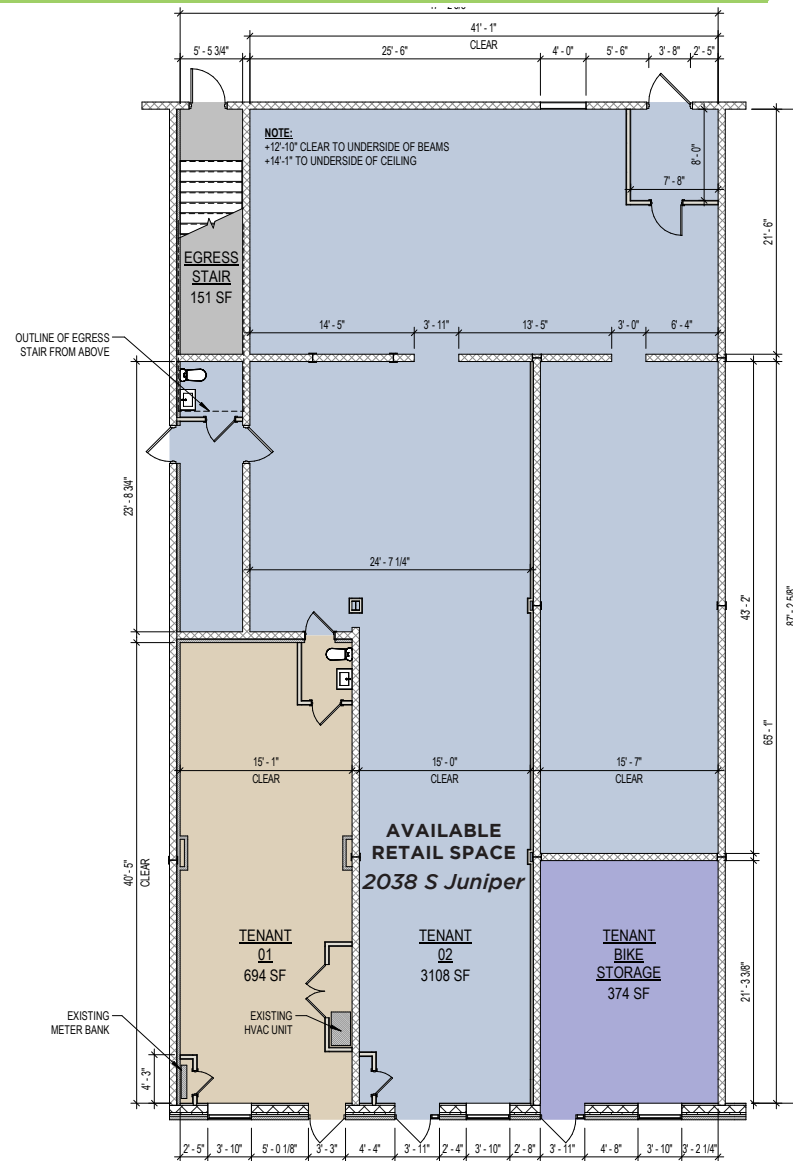 41' - 1"
CLEAR
5' - 5 3/4"
25' - 6"
4' - 0"
5' - 6"
3' - 8"
2' - 5"
NOTE:
+12'-10" CLEAR TO UNDERSIDE OF BEAMS
+14'-1" TO UNDERSIDE OF CEILING
8' - 0"
7' - 8"
21' - 6"
EGRESS
STAIR
151 SF
OUTLINE OF EGRESS
STAIR FROM ABOVE
14' - 5"
3' - 11"
13' - 5"
3' - 0"
6' - 4"
23' - 8 3/4"
24' - 7 1/4"
43' - 2"
87' - 2 5/8"
65' - 1"
15' - 1"
CLEAR
15' - 0"
CLEAR
15' - 7"
CLEAR
AVAILABLE
RETAIL SPACE
2038 S Juniper
40' - 5"
CLEAR
TENANT
01
694 SF
TENANT
02
3108 SF
TENANT
BIKE
STORAGE
374 SF
21' - 3 3/8"
EXISTING
METER BANK
EXISTING
HVAC UNIT
4' - 3"
2' - 5"
3' - 10"
5' - 0 1/8"
3' - 3"
4' - 4"
3' - 11"
2' - 4"
3' - 10"
2' - 8"
3' - 11"
4' - 8"
3' - 10"
3' - 2 1/4"